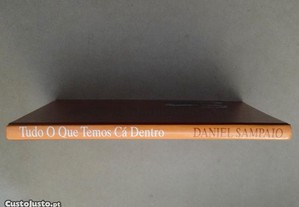 Tudo O Que Temos Cá Dentro DANIEL SAMPAIO
CustoJusto.pt